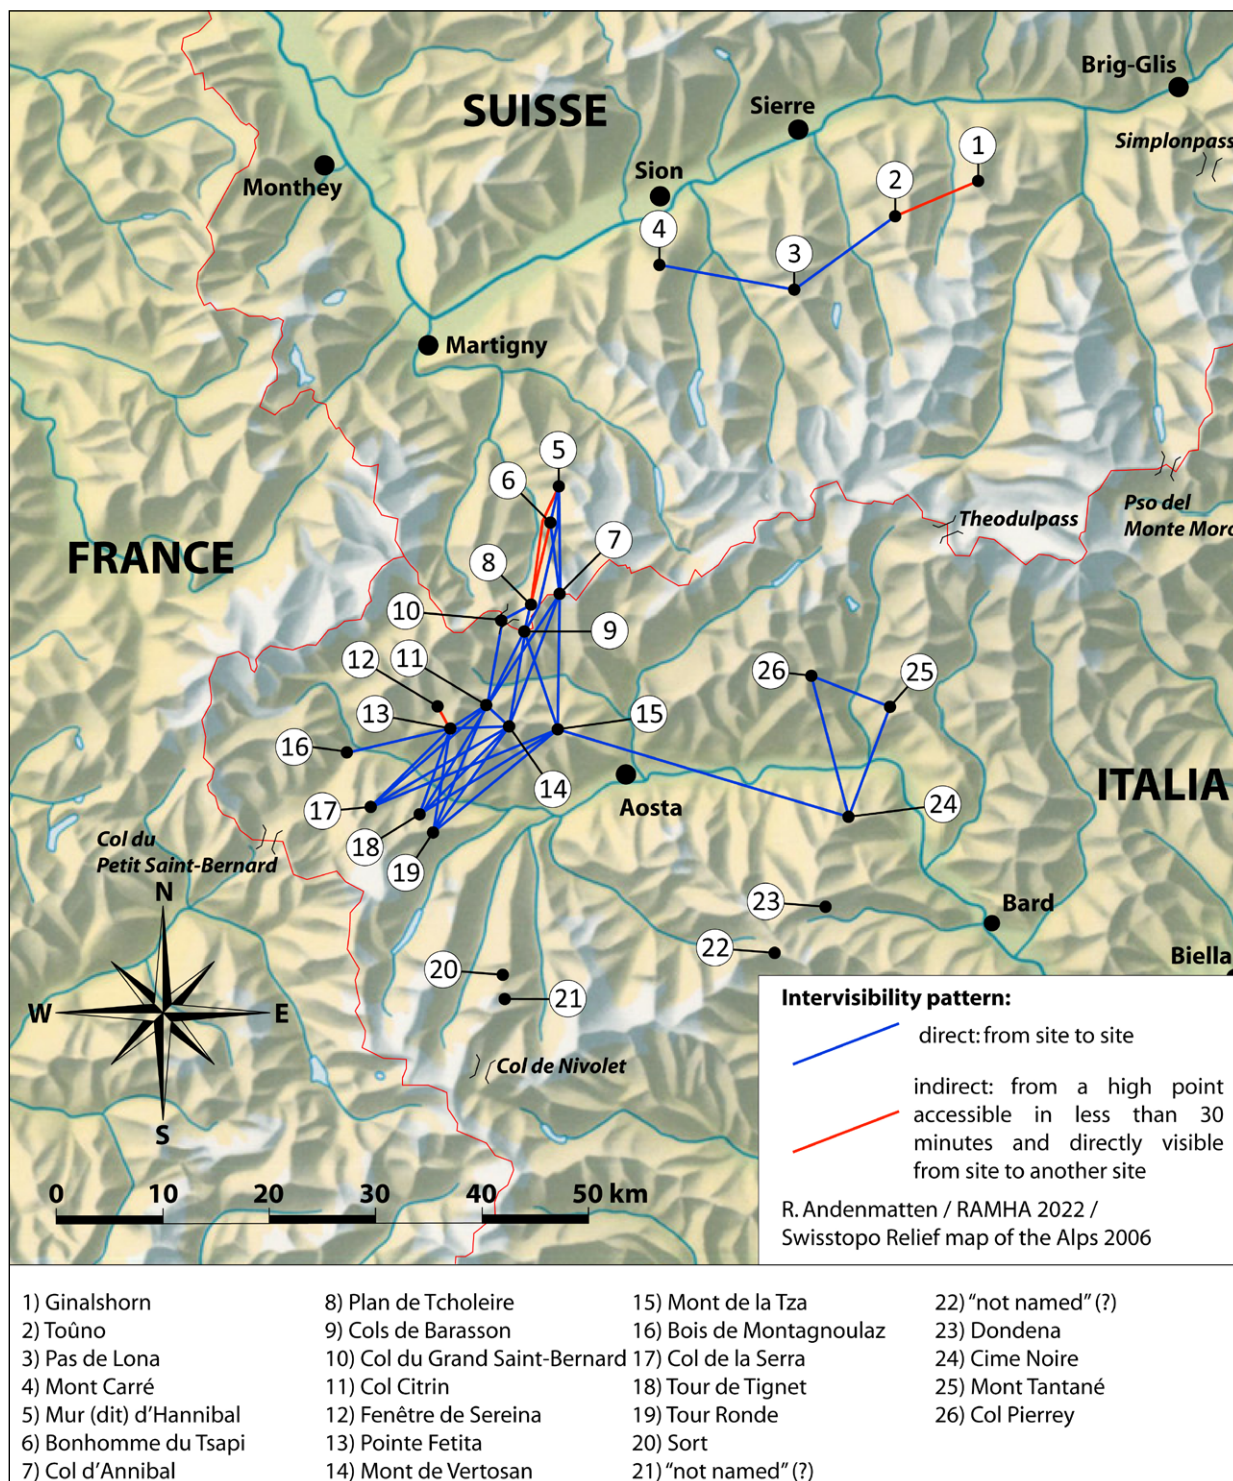 Brig-Glis
SUISSE
Sierre
Simplonpass
1
Monthey
Sion
2
4
3
Martigny
5
6
Theodulpass
Pso del
Monte Moro
FRANCE
7
8
10
9
11
12
26
25
13
15
16
14
ITALIA
17
Aosta
24
18
Col du
Petit Saint-Bernard
19
N
23
Bard
22
Biella
20
21
W
E
S
Col de Nivolet
0 10 20 30 40 50 km
Intervisibility pattern:
direct: from site to site
indirect: from a high point
accessible in less than 30
minutes and directly visible
from site to another site
R. Andenmatten / RAMHA 2022 /
Swisstopo Relief map of the Alps 2006
1) Ginalshorn
2) Toûno
3) Pas de Lona
4) Mont Carré
5) Mur (dit) d’Hannibal
6) Bonhomme du Tsapi
7) Col d’Annibal
8) Plan de Tcholeire
9) Cols de Barasson
10) Col du Grand Saint-Bernard
11) Col Citrin
12) Fenêtre de Sereina
13) Pointe Fetita
14) Mont de Vertosan
15) Mont de la Tza
16) Bois de Montagnoulaz
17) Col de la Serra
18) Tour de Tignet
19) Tour Ronde
20) Sort
21) “not named” (?)
22) “not named” (?)
23) Dondena
24) Cime Noire
25) Mont Tantané
26) Col Pierrey